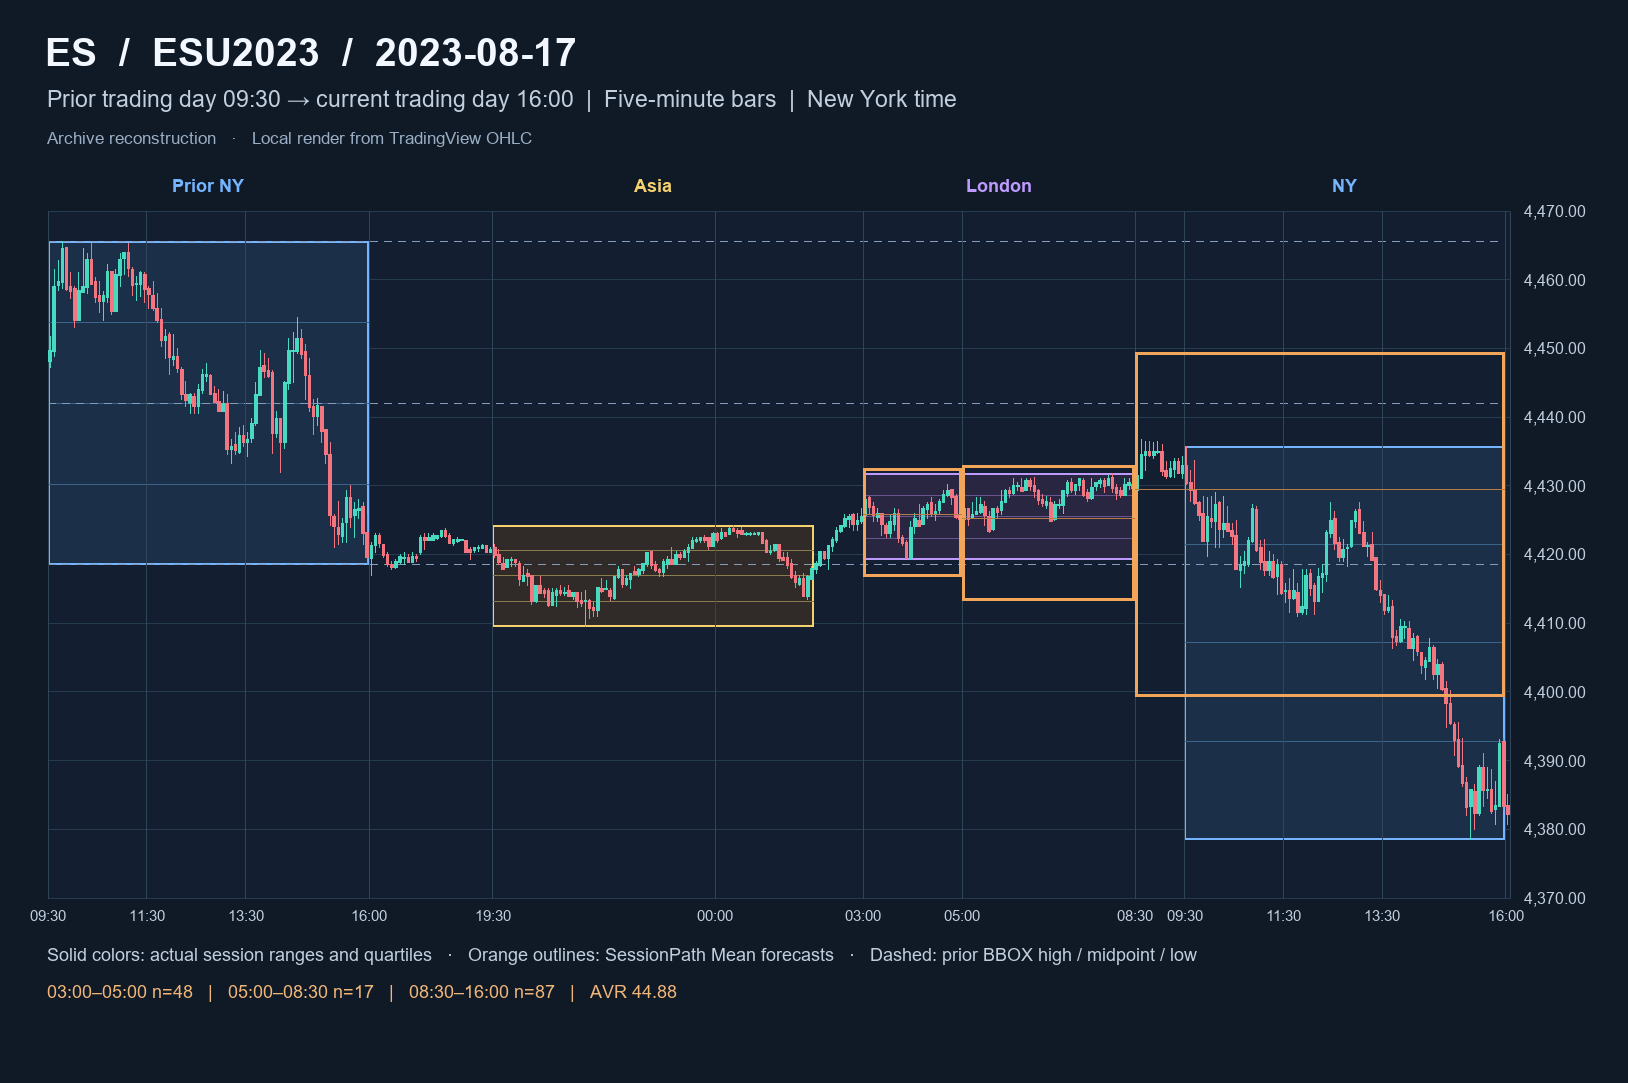 ES / ESU2023 / 2023-08-17
Prior trading day 09:30 → current trading day 16:00 | Five-minute bars | New York time
Archive reconstruction · Local render from TradingView OHLC
Prior NY Asia London NY
4,470.00
4,460.00
4,450.00
4,440.00
4,430.00
4,420.00
4,410.00
4,400.00
4,390.00
4,380.00
4,370.00
09:30 11:30 13:30 16:00 19:30 00:00 03:00 05:00 08:30 09:30 11:30 13:30 16:00
Solid colors: actual session ranges and quartiles · Orange outlines: SessionPath Mean forecasts · Dashed: prior BBOX high / midpoint / low
03:00–05:00 n=48 | 05:00–08:30 n=17 | 08:30–16:00 n=87 | AVR 44.88